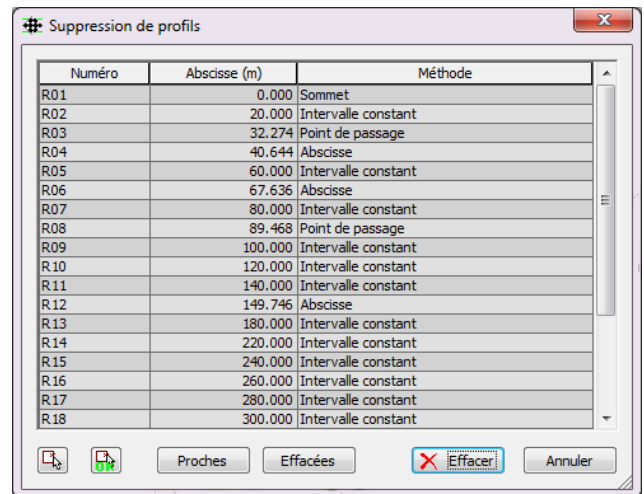 Suppression de profils
Numéro Abscisse (m) Méthode
R01 0.000 Sommet
R02 20.000 Intervalle constant
R03 32.274 Point de passage
R04 40.644 Abscisse
R05 60.000 Intervalle constant
R06 67.636 Abscisse
R07 80.000 Intervalle constant
R08 89.468 Point de passage
R09 100.000 Intervalle constant
R10 120.000 Intervalle constant
R11 140.000 Intervalle constant
R12 149.746 Abscisse
R13 180.000 Intervalle constant
R14 220.000 Intervalle constant
R15 240.000 Intervalle constant
R16 260.000 Intervalle constant
R17 280.000 Intervalle constant
R18 300.000 Intervalle constant
Proches Effacées Effacer Annuler